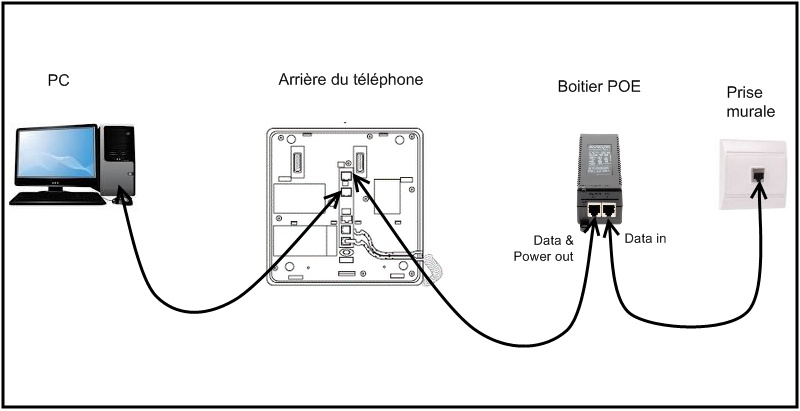 PC
Arrière du téléphone
Boitier POE
Prise
murale
Data &
Power out
Data in